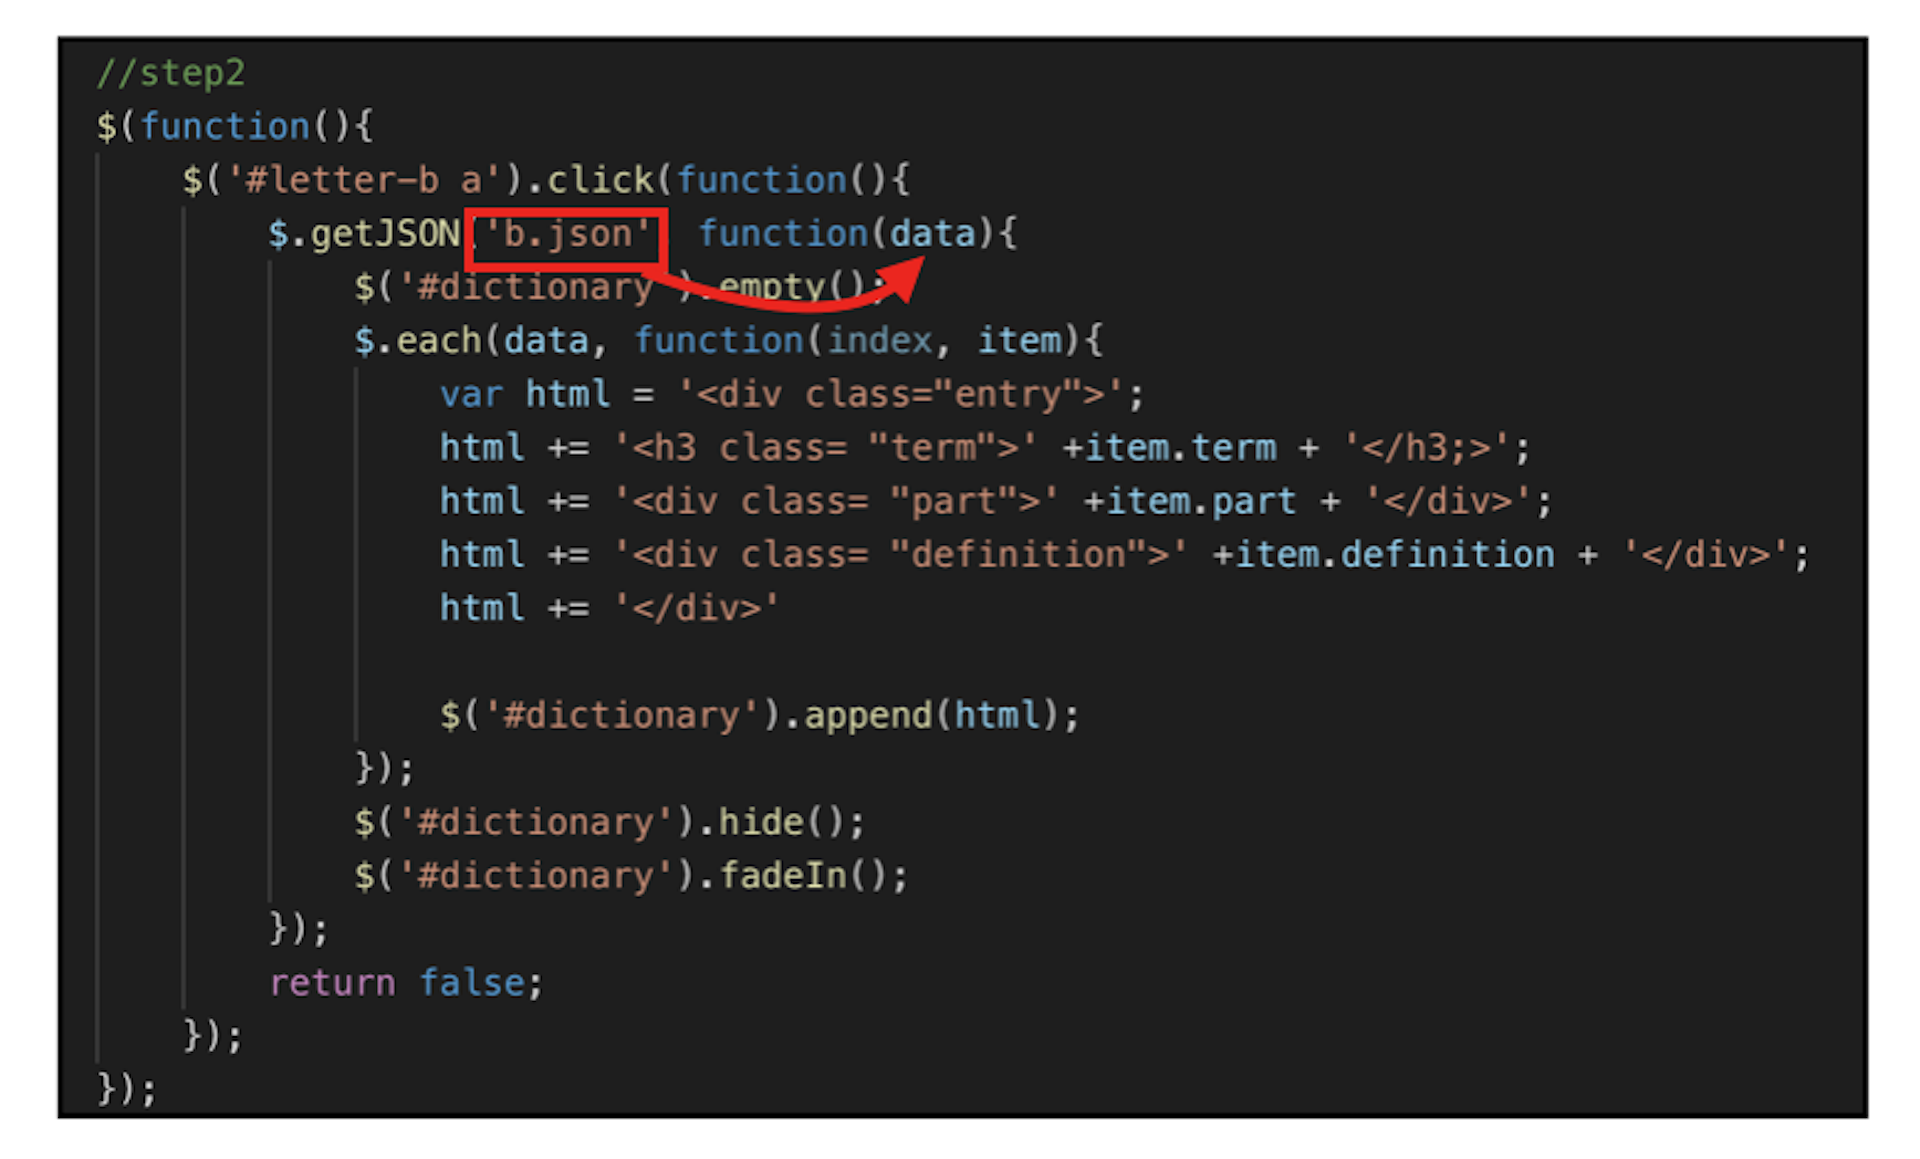 //step2
$(function(){
$('#letter-b a').click(function(){
$.getJSON('b.json' function(data){
$('#dictionary').empty();
$.each(data, function(index, item){
var html = '<div class="entry">';
html += '<h3 class= "term">' +item.term + '</h3;>';
html += '<div class= "part">' +item.part + '</div>';
html += '<div class= "definition">' +item.definition + '</div>';
html += '</div>'
$('#dictionary').append(html);
});
$('#dictionary').hide();
$('#dictionary').fadeIn();
});
return false;
});
});